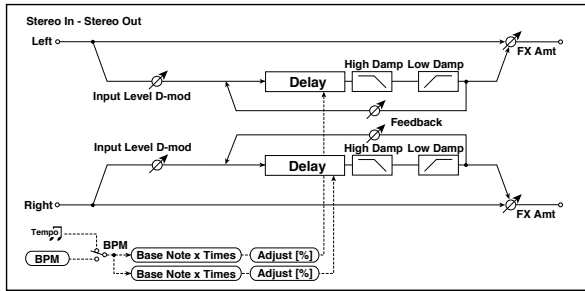 Stereo In - Stereo Out
Left
FX Amt
High Damp Low Damp
Delay
Input Level D-mod
Feedback
Input Level D-mod
High Damp Low Damp
Delay
Right
FX Amt
Tempo
BPM
BPM
Base Note x Times Adjust [%]
Base Note x Times Adjust [%]